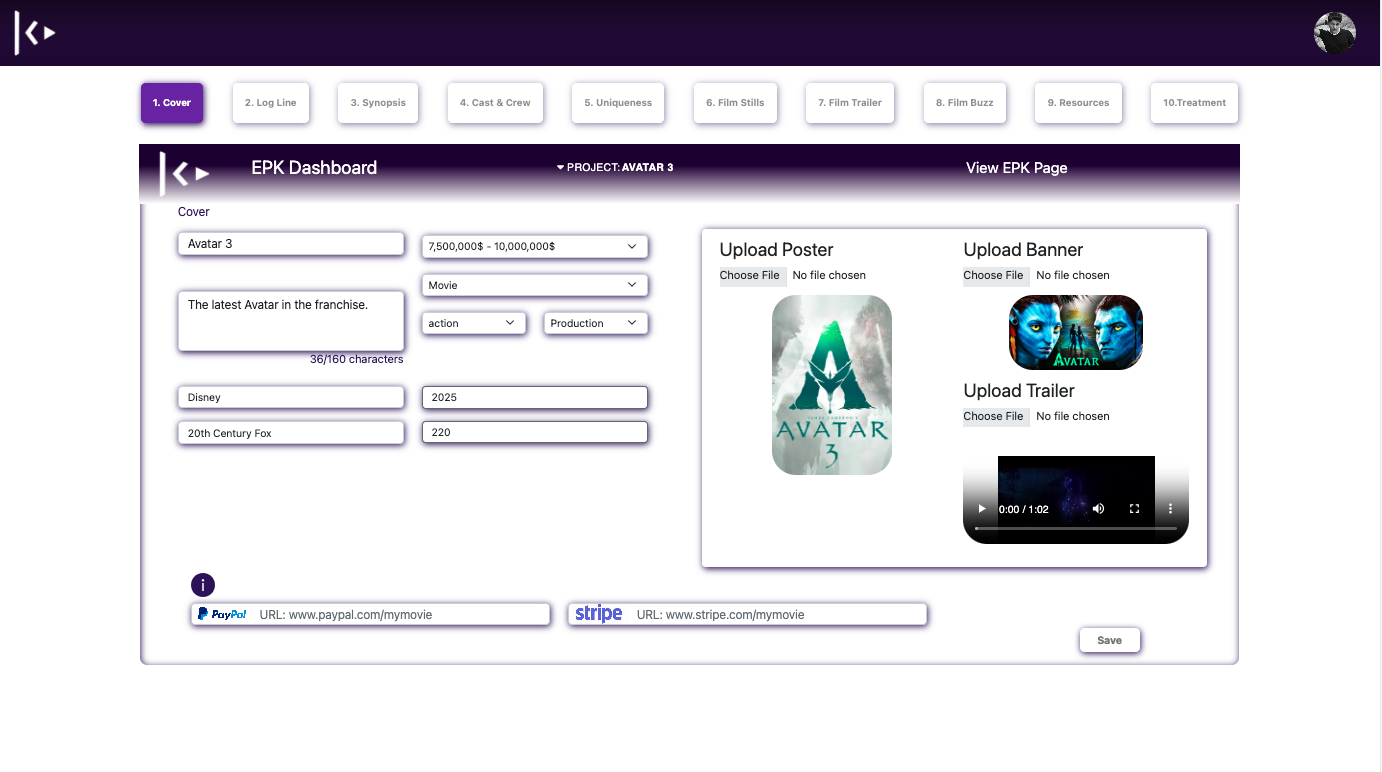 1. Cover
2. Log Line
3. Synopsis
4. Cast & Crew
5. Uniqueness
6. Film Stills
7. Film Trailer
8. Film Buzz
9. Resources
10.Treatment
EPK Dashboard
PROJECT: AVATAR 3
View EPK Page
Cover
Avatar 3
7,500,000$ - 10,000,000$
Movie
The latest Avatar in the franchise.
action
Production
36/160 characters
Disney
2025
20th Century Fox
220
Upload Poster
Choose File No file chosen
JAMES CAMERON'S
AVATAR
3
Upload Banner
Choose File No file chosen
AVATAR
Upload Trailer
Choose File No file chosen
0:00 / 1:02
i
PayPal URL: www.paypal.com/mymovie
stripe URL: www.stripe.com/mymovie
Save